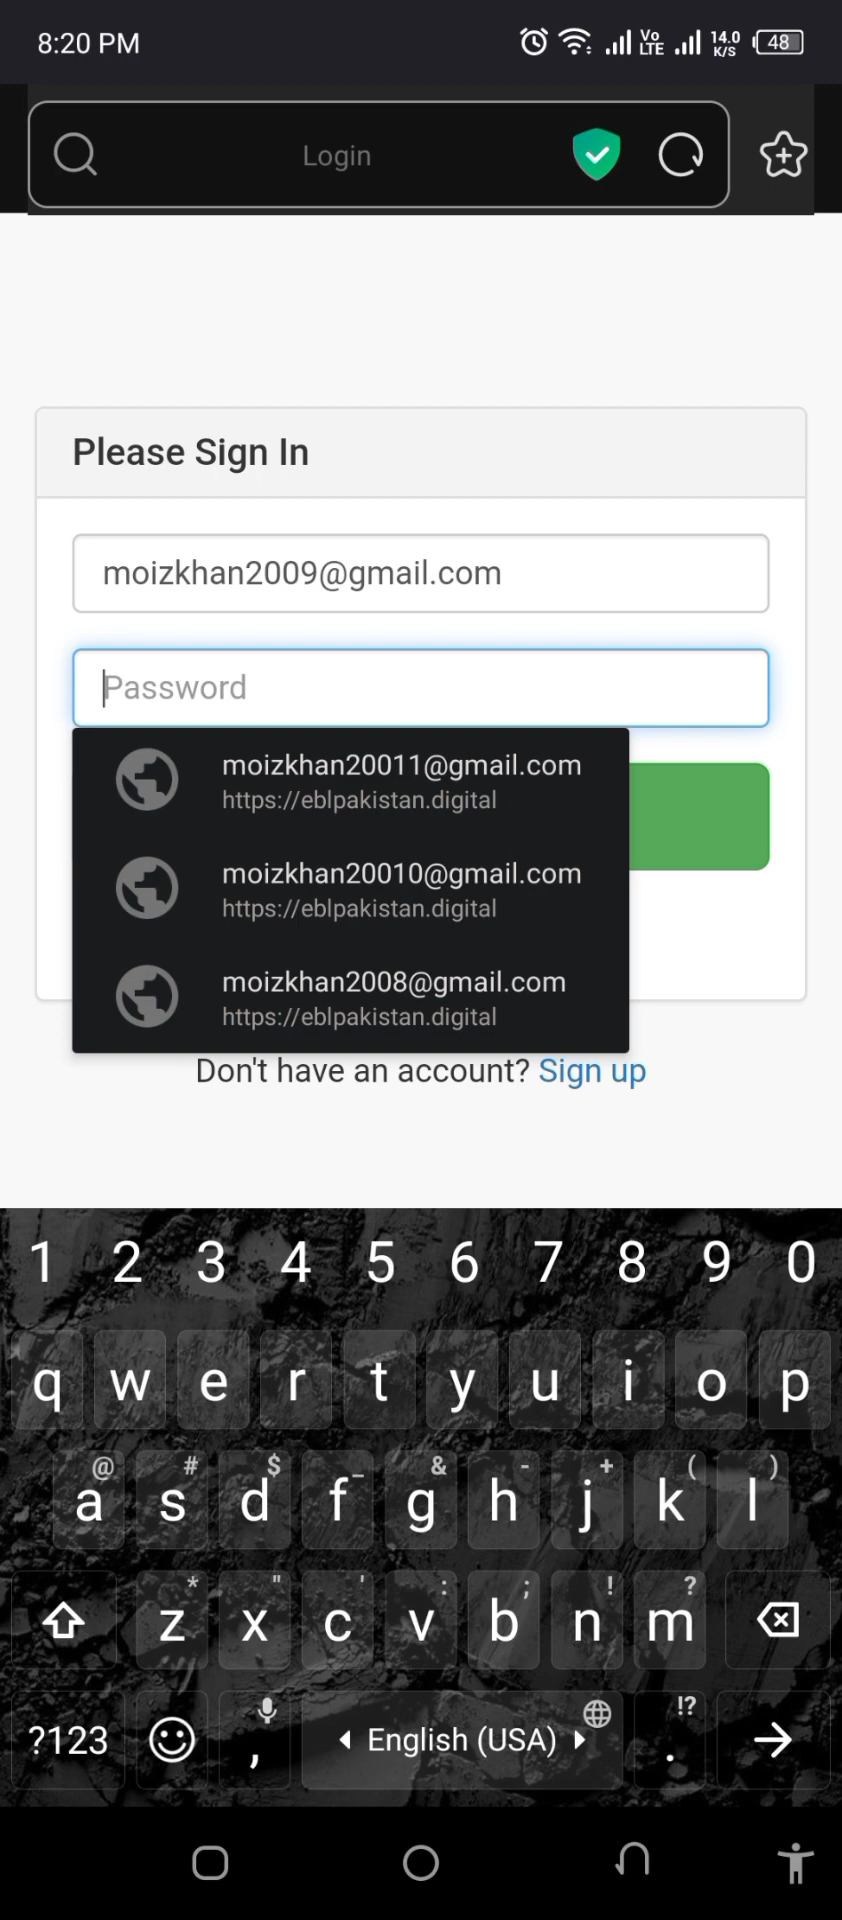 8:20 PM
Vo LTE 14.0 K/S 48
Login
Please Sign In
moizkhan2009@gmail.com
Password
moizkhan20011@gmail.com
https://eblpakistan.digital
moizkhan20010@gmail.com
https://eblpakistan.digital
moizkhan2008@gmail.com
https://eblpakistan.digital
Don't have an account? Sign up
1 2 3 4 5 6 7 8 9 0
q w e r t y u i o p
@ # $ _ & - + ( )
a s d f g h j k l
* " ' : ; ! ?
z x c v b n m
!?
?123 , English (USA) .